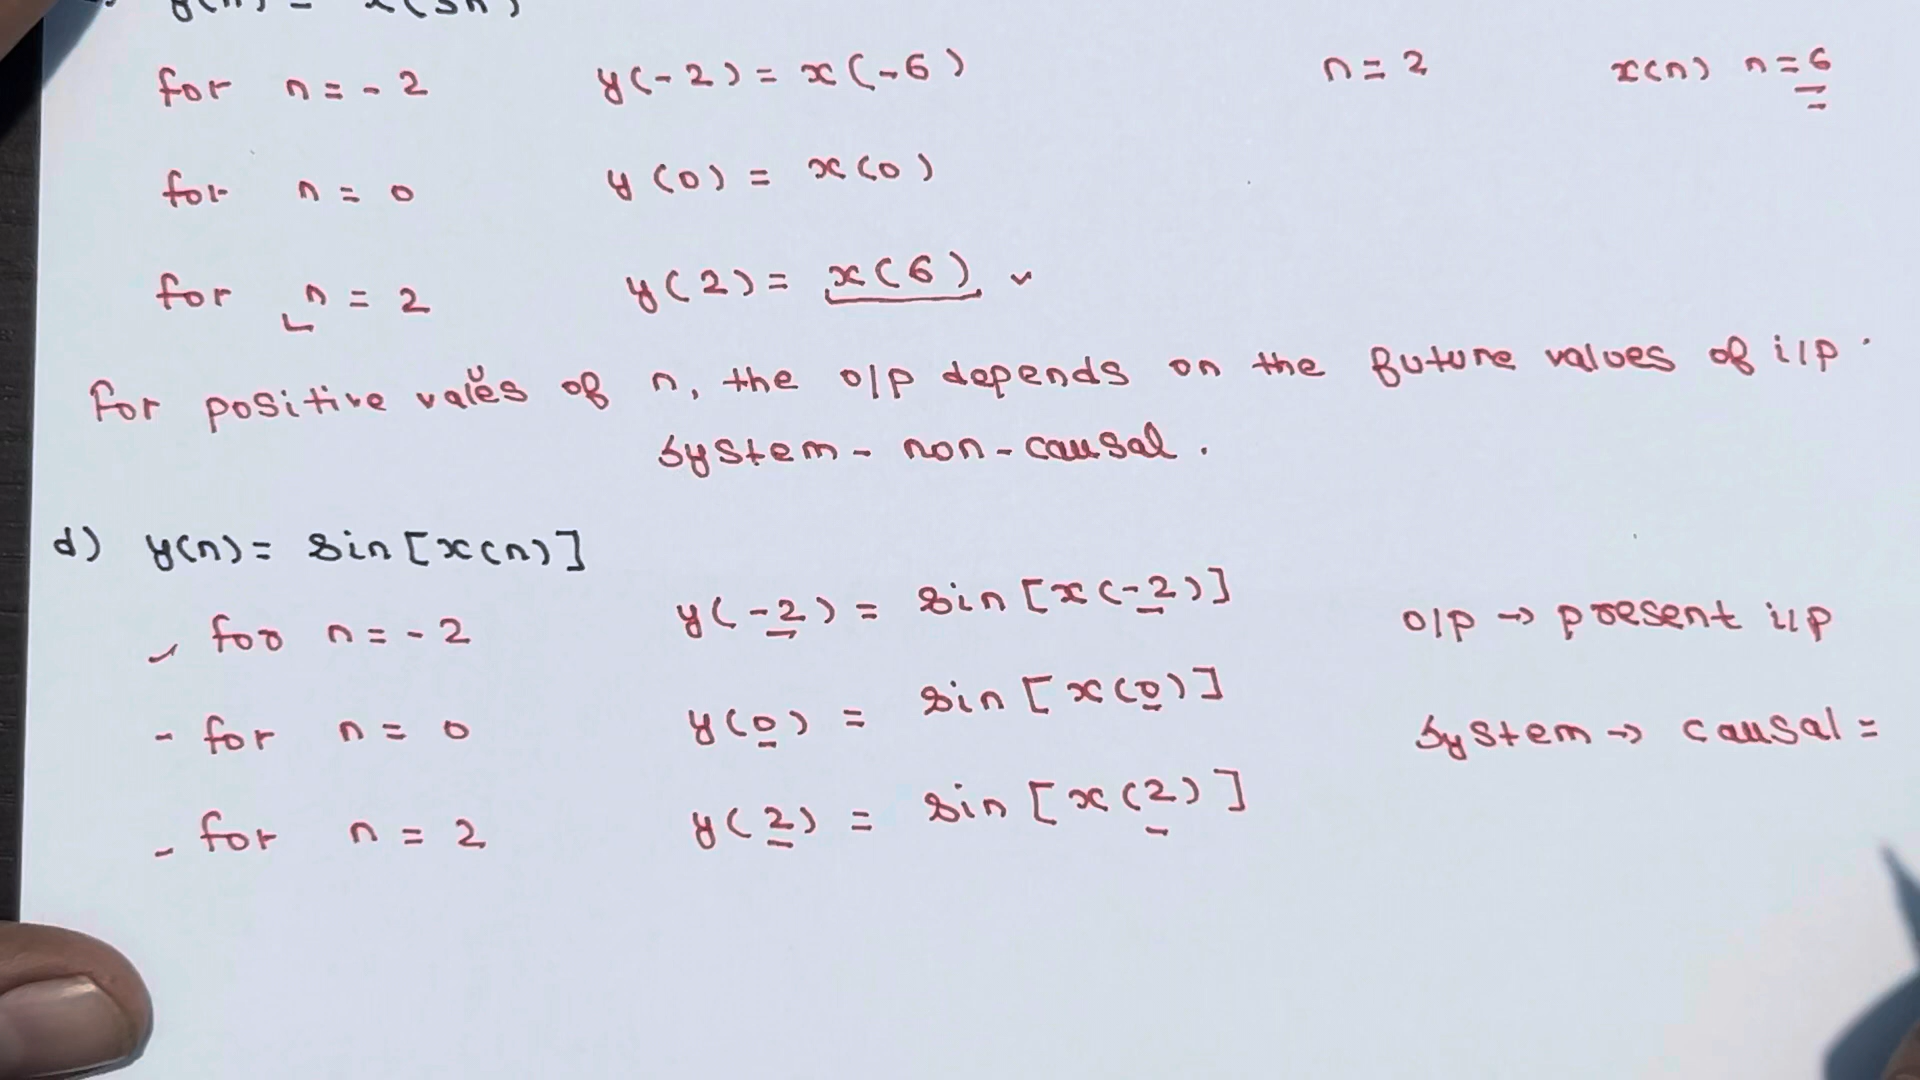 y(n) = x(3n)
for n = -2 y(-2) = x(-6) n = 2 x(n) n = 6
for n = 0 y(0) = x(0)
for n = 2 y(2) = x(6) ✓
For positive values of n, the o/p depends on the future values of i/p.
System - non-causal.
d) y(n) = sin[x(n)]
for n = -2 y(-2) = sin[x(-2)] o/p → present i/p
- for n = 0 y(0) = sin[x(0)] System → causal =
- for n = 2 y(2) = sin[x(2)]